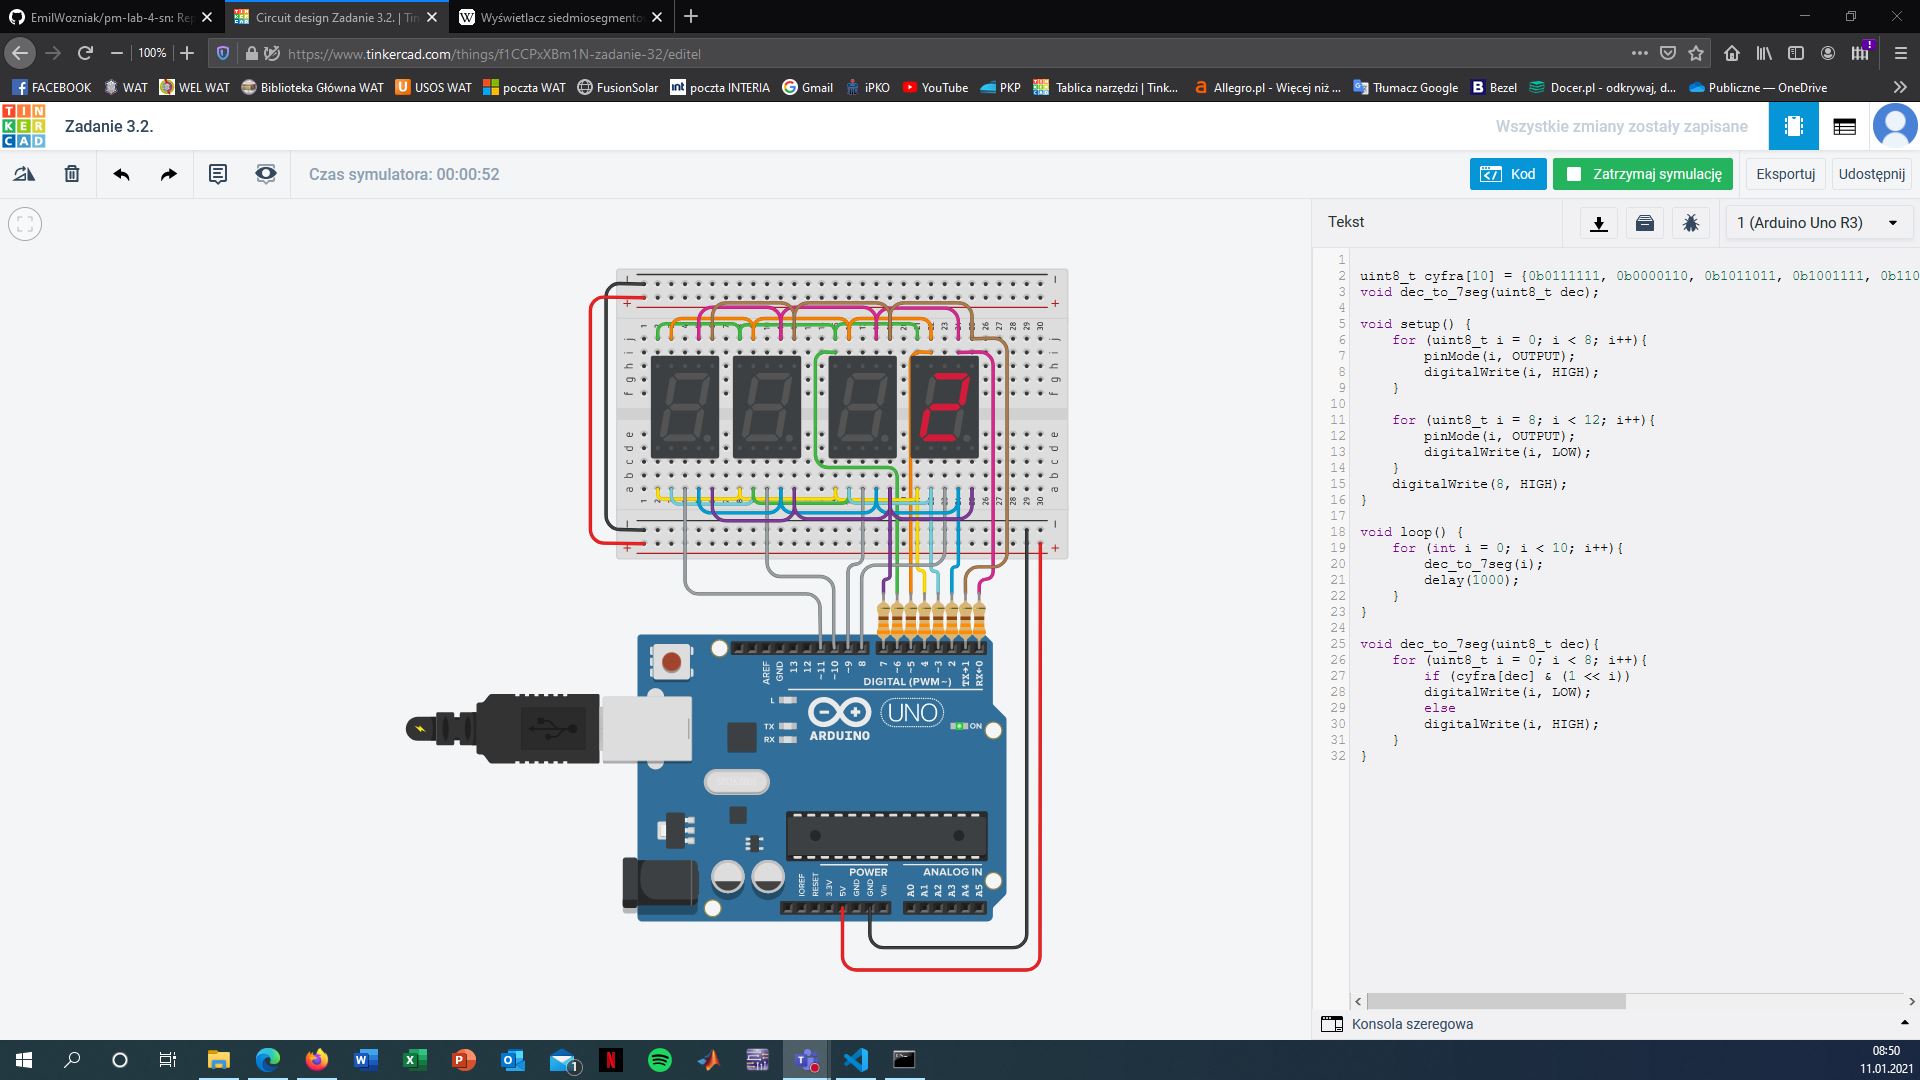 EmilWozniak/pm-lab-4-sn: Rep
Circuit design Zadanie 3.2. | Tin
Wyświetlacz siedmiosegmento
100%
https://www.tinkercad.com/things/f1CCPxXBm1N-zadanie-32/editel
FACEBOOK
WAT
WEL WAT
Biblioteka Główna WAT
USOS WAT
poczta WAT
FusionSolar
int poczta INTERIA
Gmail
iPKO
YouTube
PKP
Tablica narzędzi | Tink...
Allegro.pl - Więcej niż ...
Tłumacz Google
Bezel
Docer.pl - odkrywaj, d...
Publiczne — OneDrive
TIN
KER
CAD
Zadanie 3.2.
Wszystkie zmiany zostały zapisane
Czas symulatora: 00:00:52
Kod
Zatrzymaj symulację
Eksportuj
Udostępnij
Tekst
1 (Arduino Uno R3)
1
2 uint8_t cyfra[10] = {0b0111111, 0b0000110, 0b1011011, 0b1001111, 0b110
3 void dec_to_7seg(uint8_t dec);
4
5 void setup() {
6 for (uint8_t i = 0; i < 8; i++){
7 pinMode(i, OUTPUT);
8 digitalWrite(i, HIGH);
9 }
10
11 for (uint8_t i = 8; i < 12; i++){
12 pinMode(i, OUTPUT);
13 digitalWrite(i, LOW);
14 }
15 digitalWrite(8, HIGH);
16 }
17
18 void loop() {
19 for (int i = 0; i < 10; i++){
20 dec_to_7seg(i);
21 delay(1000);
22 }
23 }
24
25 void dec_to_7seg(uint8_t dec){
26 for (uint8_t i = 0; i < 8; i++){
27 if (cyfra[dec] & (1 << i))
28 digitalWrite(i, LOW);
29 else
30 digitalWrite(i, HIGH);
31 }
32 }
2
AREF
GND
13
12
~11
~10
~9
8
7
~6
~5
4
~3
2
TX→1
RX←0
DIGITAL (PWM~)
L
TX
RX
ARDUINO
UNO
ON
POWER
ANALOG IN
IOREF
RESET
3.3V
5V
GND
GND
Vin
A0
A1
A2
A3
A4
A5
Konsola szeregowa
1
08:50
11.01.2021